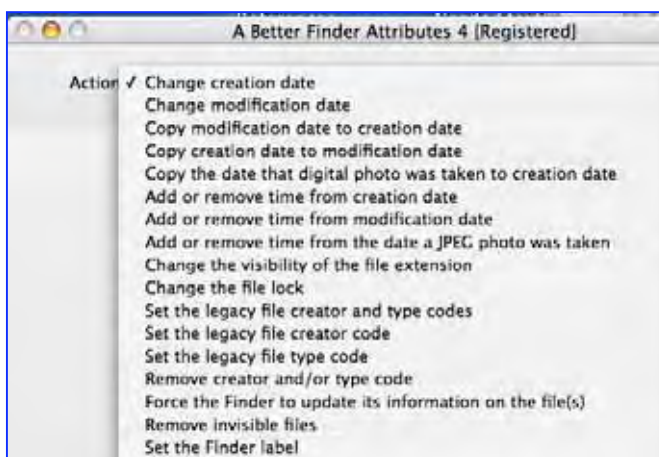 A Better Finder Attributes 4 [Registered]
Action ✓ Change creation date
Change modification date
Copy modification date to creation date
Copy creation date to modification date
Copy the date that digital photo was taken to creation date
Add or remove time from creation date
Add or remove time from modification date
Add or remove time from the date a JPEG photo was taken
Change the visibility of the file extension
Change the file lock
Set the legacy file creator and type codes
Set the legacy file creator code
Set the legacy file type code
Remove creator and/or type code
Force the Finder to update its information on the file(s)
Remove invisible files
Set the Finder label